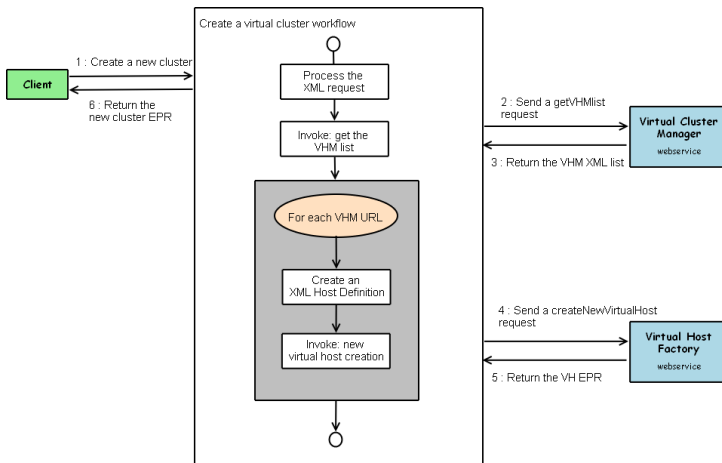 Create a virtual cluster workflow
1 : Create a new cluster
Client
6 : Return the
new cluster EPR
Process the
XML request
Invoke: get the
VHM list
2 : Send a getVHMlist
request
Virtual Cluster
Manager
webservice
3 : Return the VHM XML list
For each VHM URL
Create an
XML Host Definition
Invoke: new
virtual host creation
4 : Send a createNewVirtualHost
request
Virtual Host
Factory
webservice
5 : Return the VH EPR